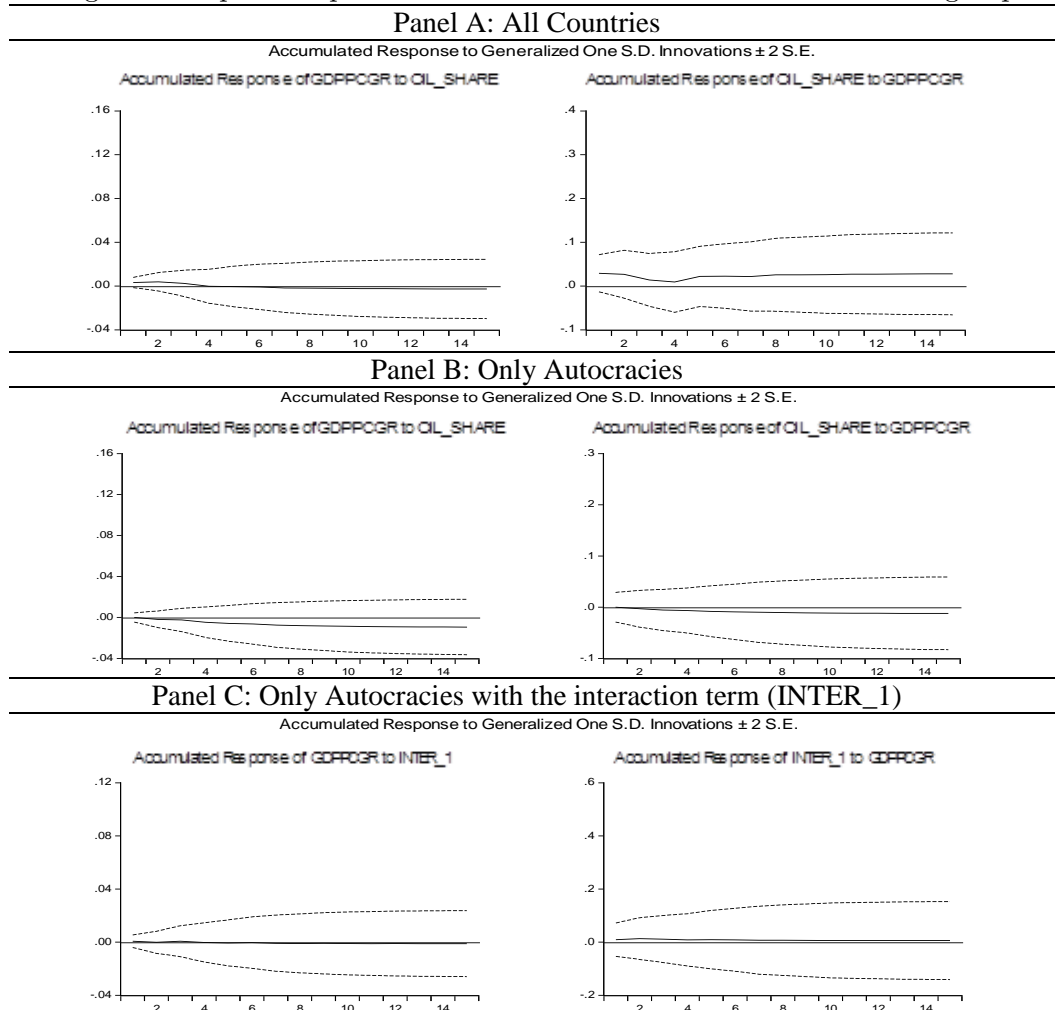 Panel A: All Countries
Accumulated Response to Generalized One S.D. Innovations ± 2 S.E.
Accumulated Response of GDPPCGR to OIL_SHARE
Accumulated Response of OIL_SHARE to GDPPCGR
.16
.12
.08
.04
.00
-.04
2 4 6 8 10 12 14
.4
.3
.2
.1
.0
-.1
2 4 6 8 10 12 14
Panel B: Only Autocracies
Accumulated Response to Generalized One S.D. Innovations ± 2 S.E.
Accumulated Response of GDPPCGR to OIL_SHARE
Accumulated Response of OIL_SHARE to GDPPCGR
.16
.12
.08
.04
.00
-.04
2 4 6 8 10 12 14
.3
.2
.1
.0
-.1
2 4 6 8 10 12 14
Panel C: Only Autocracies with the interaction term (INTER_1)
Accumulated Response to Generalized One S.D. Innovations ± 2 S.E.
Accumulated Response of GDPPCGR to INTER_1
Accumulated Response of INTER_1 to GDPPCGR
.12
.08
.04
.00
-.04
2 4 6 8 10 12 14
.6
.4
.2
.0
-.2
2 4 6 8 10 12 14